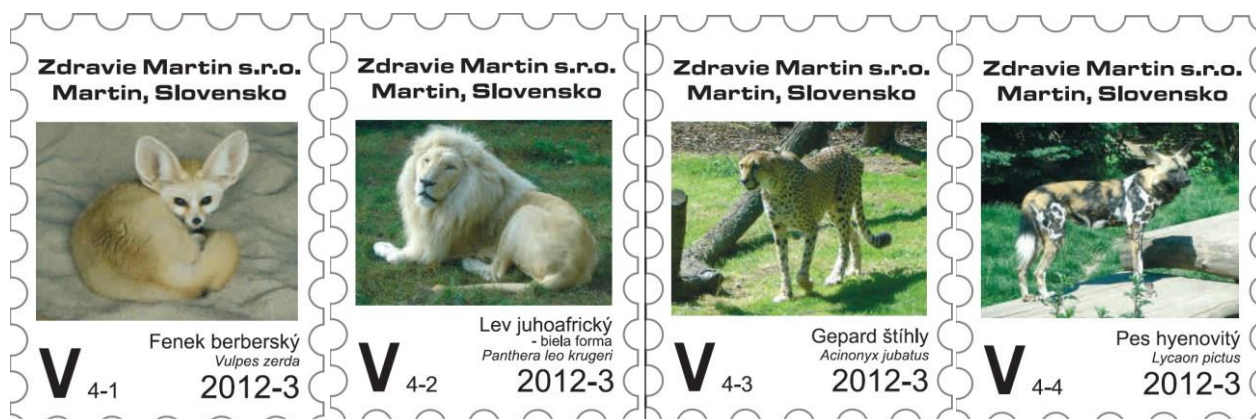 Zdravie Martin s.r.o.
Martin, Slovensko
Fenek berberský
Vulpes zerda
V 4-1 2012-3
Zdravie Martin s.r.o.
Martin, Slovensko
Lev juhoafrický
- biela forma
Panthera leo krugeri
V 4-2 2012-3
Zdravie Martin s.r.o.
Martin, Slovensko
Gepard štíhly
Acinonyx jubatus
V 4-3 2012-3
Zdravie Martin s.r.o.
Martin, Slovensko
Pes hyenovitý
Lycaon pictus
V 4-4 2012-3